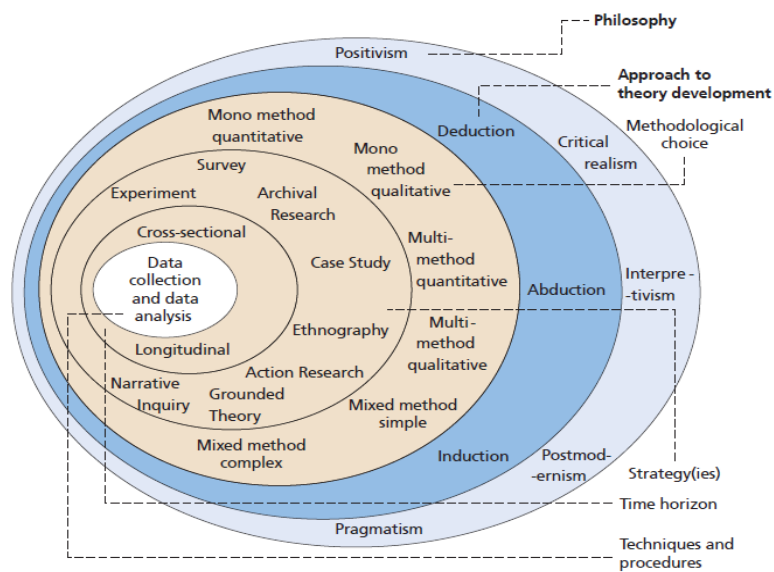 Philosophy
Positivism
Approach to
theory development
Mono method
quantitative
Deduction
Methodological
choice
Critical
realism
Mono
method
qualitative
Survey
Experiment
Archival
Research
Cross-sectional
Multi-
method
quantitative
Data
collection
and data
analysis
Case Study
Abduction
Interpre-
-tivism
Ethnography
Multi-
method
qualitative
Longitudinal
Action Research
Narrative
Inquiry
Grounded
Theory
Mixed method
simple
Mixed method
complex
Induction
Postmod-
-ernism
Strategy(ies)
Time horizon
Pragmatism
Techniques and
procedures